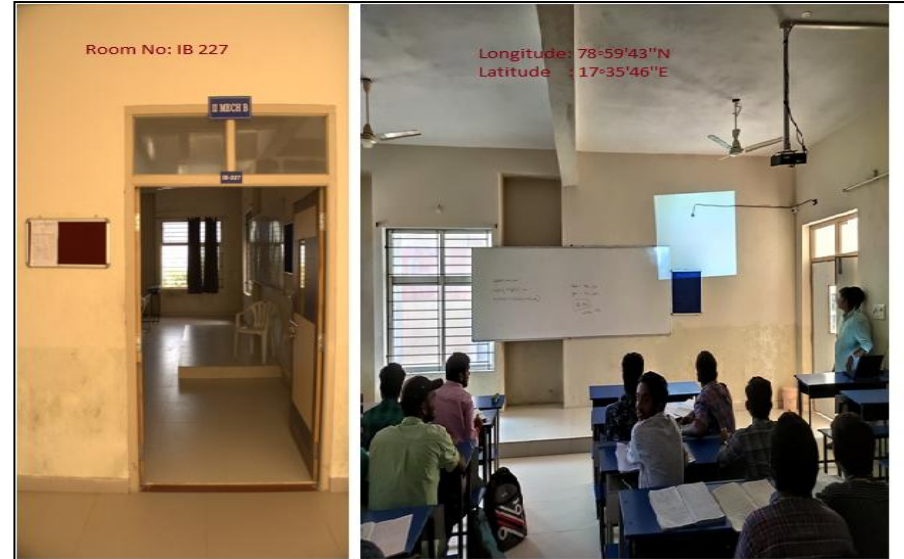 Room No: IB 227
II MECH B
IB-227
Longitude: 78◦59'43''N
Latitude : 17◦35'46''E